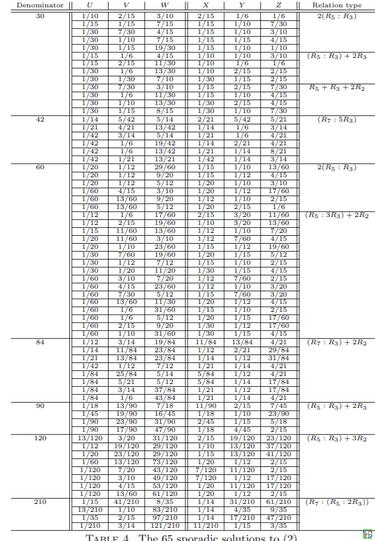 Denominator U V W X Y Z Relation type
30 1/10 2/15 3/10 2/15 1/6 1/6 2(R5 : R3)
1/15 1/15 7/15 1/15 1/10 7/30
1/30 7/30 4/15 1/15 1/10 3/10
1/30 1/10 7/15 1/15 1/15 4/15
1/30 1/15 19/30 1/15 1/10 1/10
1/15 1/6 4/15 1/10 1/10 3/10 (R5 : R3) + 2R3
1/15 2/15 11/30 1/10 1/6 1/6
1/30 1/6 13/30 1/10 2/15 2/15
1/30 1/30 7/10 1/30 1/15 2/15
1/30 7/30 3/10 1/15 2/15 7/30 R5 + R3 + 2R2
1/30 1/6 11/30 1/15 1/10 4/15
1/30 1/10 13/30 1/30 2/15 4/15
1/30 1/15 8/15 1/30 1/10 7/30
42 1/14 5/42 5/14 2/21 5/42 5/21 (R7 : 5R3)
1/21 4/21 13/42 1/14 1/6 3/14
1/42 3/14 5/14 1/21 1/6 4/21
1/42 1/6 19/42 1/14 2/21 4/21
1/42 1/6 13/42 1/21 1/14 8/21
1/42 1/21 13/21 1/42 1/14 3/14
60 1/20 1/12 29/60 1/15 1/10 13/60 2(R5 : R3)
1/20 1/12 9/20 1/15 1/12 4/15
1/20 1/12 5/12 1/20 1/10 3/10
1/60 4/15 3/10 1/20 1/12 17/60
1/60 13/60 9/20 1/12 1/10 2/15
1/60 13/60 5/12 1/20 2/15 1/6
1/12 1/6 17/60 2/15 3/20 11/60 (R5 : 3R3) + 2R2
1/12 2/15 19/60 1/10 3/20 13/60
1/15 11/60 13/60 1/12 1/10 7/20
1/20 11/60 3/10 1/12 7/60 4/15
1/20 1/10 23/60 1/15 1/12 19/60
1/30 7/60 19/60 1/20 1/15 5/12
1/30 1/12 7/12 1/15 1/10 2/15
1/30 1/20 11/20 1/30 1/15 4/15
1/60 3/10 7/20 1/12 7/60 2/15
1/60 4/15 23/60 1/12 1/10 3/20
1/60 7/30 5/12 1/15 7/60 3/20
1/60 13/60 11/30 1/20 1/12 4/15
1/60 1/6 31/60 1/15 1/10 2/15
1/60 1/6 5/12 1/20 1/15 17/60
1/60 2/15 9/20 1/30 1/12 17/60
1/60 1/10 31/60 1/30 1/15 4/15
84 1/12 3/14 19/84 11/84 13/84 4/21 (R7 : R3) + 2R2
1/14 11/84 23/84 1/12 2/21 29/84
1/21 13/84 23/84 1/14 1/12 31/84
1/42 1/12 7/12 1/21 1/14 4/21
1/84 25/84 5/14 5/84 1/12 4/21
1/84 5/21 5/12 5/84 1/14 17/84
1/84 3/14 37/84 1/21 1/12 17/84
1/84 1/6 43/84 1/21 1/14 4/21
90 1/18 13/90 7/18 11/90 2/15 7/45 (R5 : R3) + 2R3
1/45 19/90 16/45 1/18 1/10 23/90
1/90 23/90 31/90 2/45 1/15 5/18
1/90 17/90 47/90 1/18 4/45 2/15
120 13/120 3/20 31/120 2/15 19/120 23/120 (R5 : R3) + 3R2
1/12 19/120 29/120 1/10 13/120 37/120
1/20 23/120 29/120 1/15 13/120 41/120
1/60 13/120 73/120 1/20 1/12 2/15
1/120 7/20 43/120 7/120 11/120 2/15
1/120 3/10 49/120 7/120 1/12 17/120
1/120 4/15 53/120 1/20 11/120 17/120
1/120 13/60 61/120 1/20 1/12 2/15
210 1/15 41/210 8/35 1/14 31/210 61/210 (R7 : (R5 : 2R3))
13/210 1/10 83/210 1/14 4/35 9/35
1/35 2/15 97/210 1/14 17/210 47/210
1/210 3/14 121/210 11/210 1/15 3/35
TABLE 4. The 65 sporadic solutions to (2)